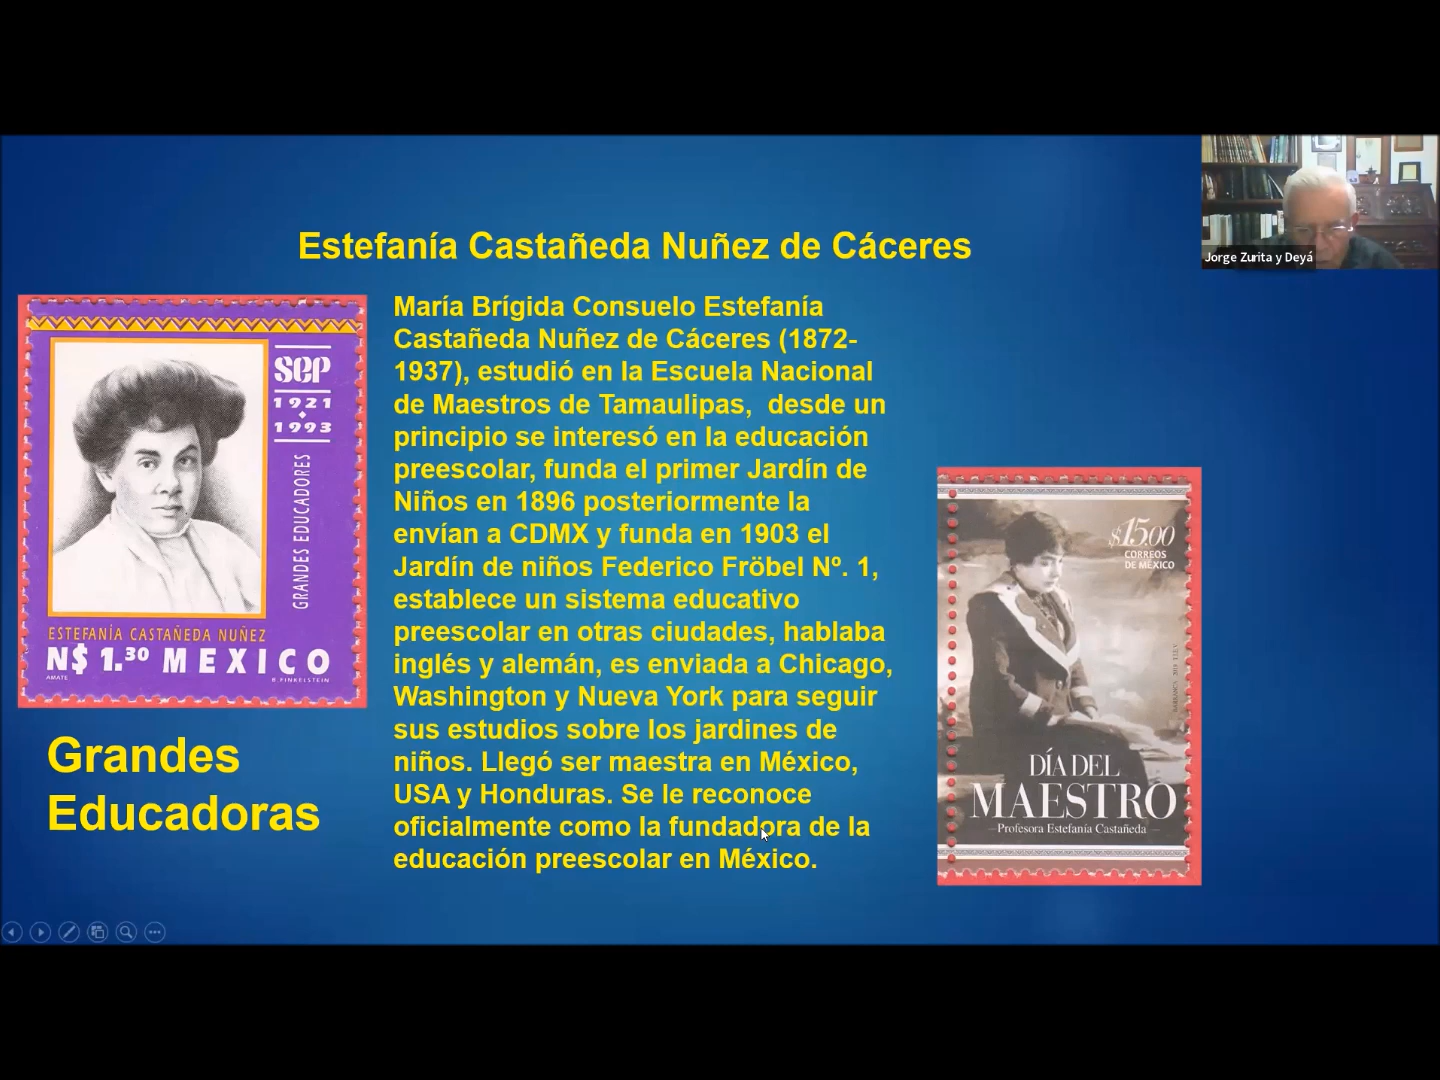 Jorge Zurita y Deyá
Estefanía Castañeda Nuñez de Cáceres
María Brígida Consuelo Estefanía
Castañeda Nuñez de Cáceres (1872-
1937), estudió en la Escuela Nacional
de Maestros de Tamaulipas,  desde un
principio se interesó en la educación
preescolar, funda el primer Jardín de
Niños en 1896 posteriormente la
envían a CDMX y funda en 1903 el
Jardín de niños Federico Fröbel Nº. 1,
establece un sistema educativo
preescolar en otras ciudades, hablaba
inglés y alemán, es enviada a Chicago,
Washington y Nueva York para seguir
sus estudios sobre los jardines de
niños. Llegó ser maestra en México,
USA y Honduras. Se le reconoce
oficialmente como la fundadora de la
educación preescolar en México.
sep
1921
1993
GRANDES EDUCADORES
ESTEFANÍA CASTAÑEDA NUÑEZ
N$ 1.30 MEXICO
AMATE
R. FINKELSTEIN
Grandes
Educadoras
$15.00
CORREOS
DE MÉXICO
DÍA DEL
MAESTRO
Profesora Estefanía Castañeda